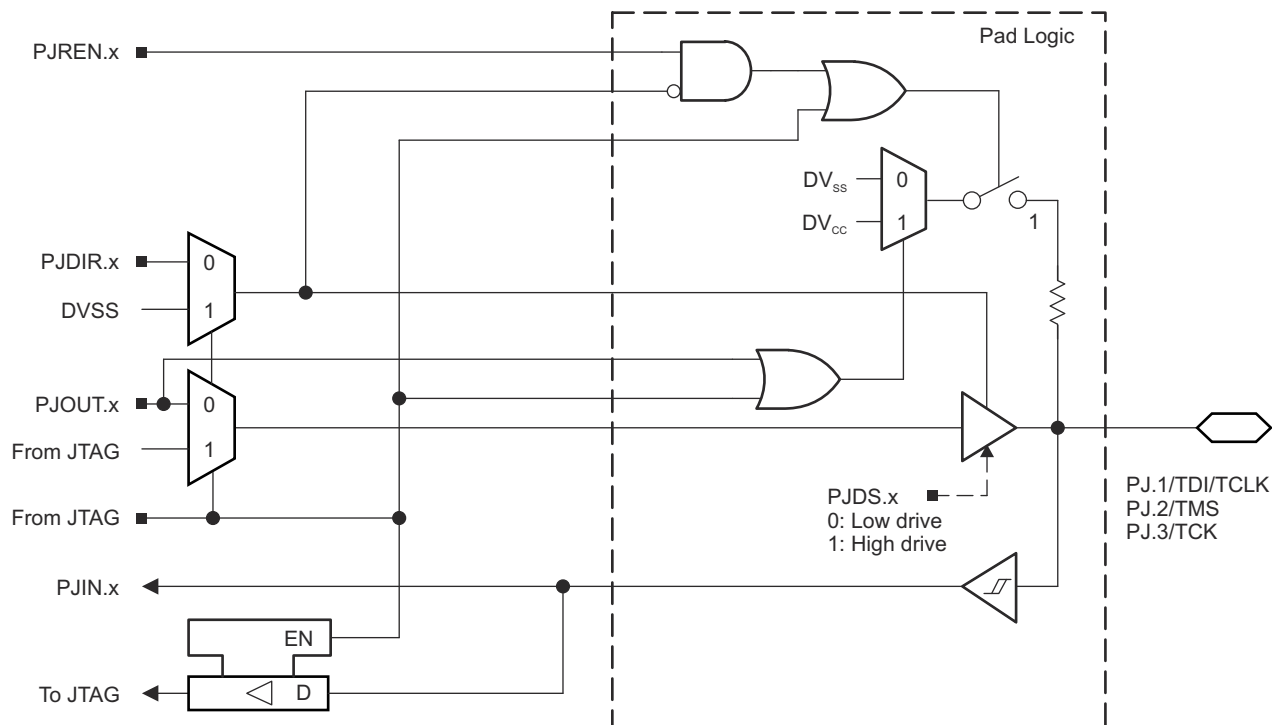 Pad Logic
PJREN.x
DVSS
0
DVCC
1
1
PJDIR.x
0
DVSS
1
PJOUT.x
0
From JTAG
1
From JTAG
PJDS.x
0: Low drive
1: High drive
PJ.1/TDI/TCLK
PJ.2/TMS
PJ.3/TCK
PJIN.x
EN
To JTAG
D